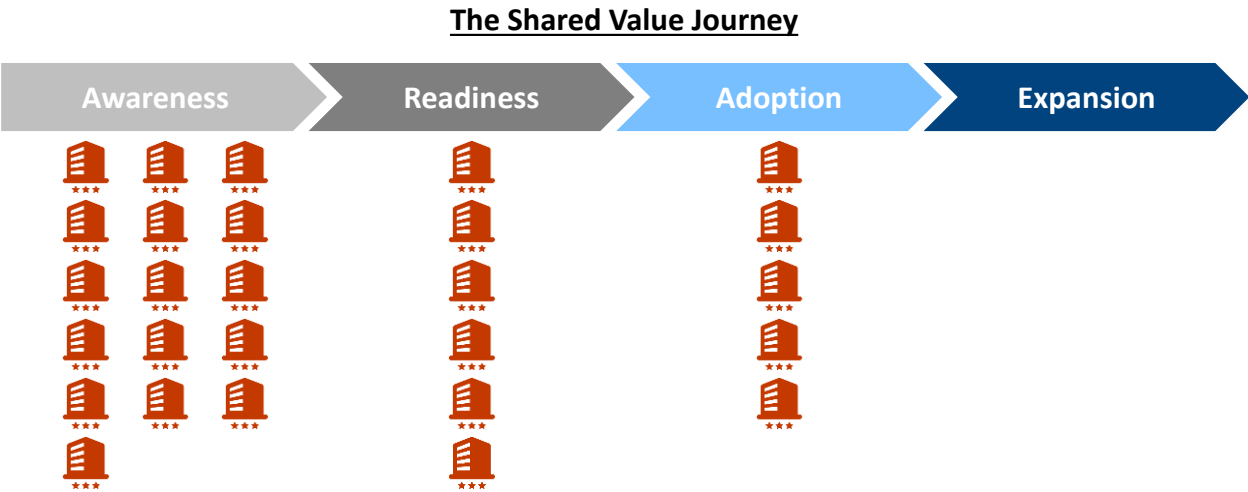 The Shared Value Journey
Awareness
Readiness
Adoption
Expansion